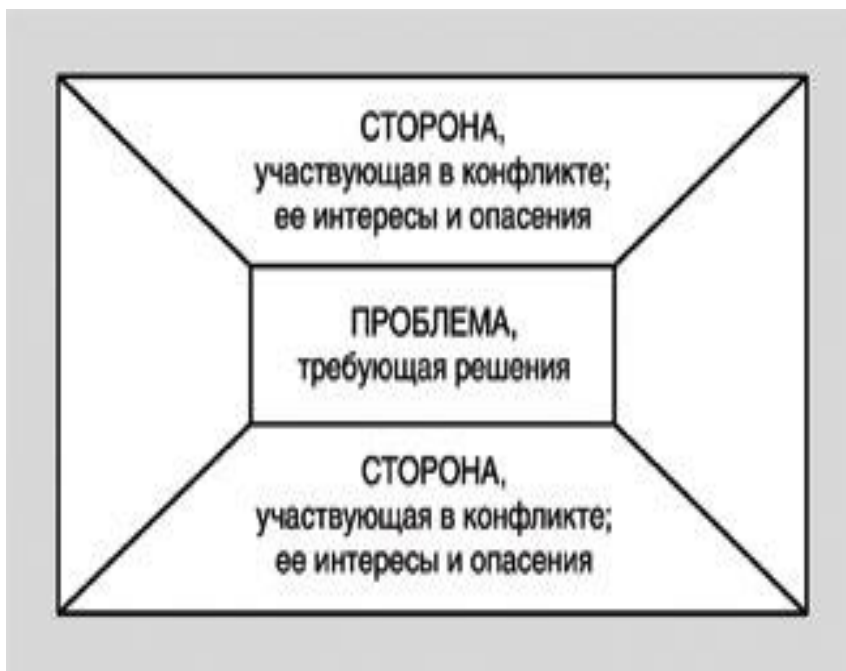 СТОРОНА,
участвующая в конфликте;
ее интересы и опасения
ПРОБЛЕМА,
требующая решения
СТОРОНА,
участвующая в конфликте;
ее интересы и опасения